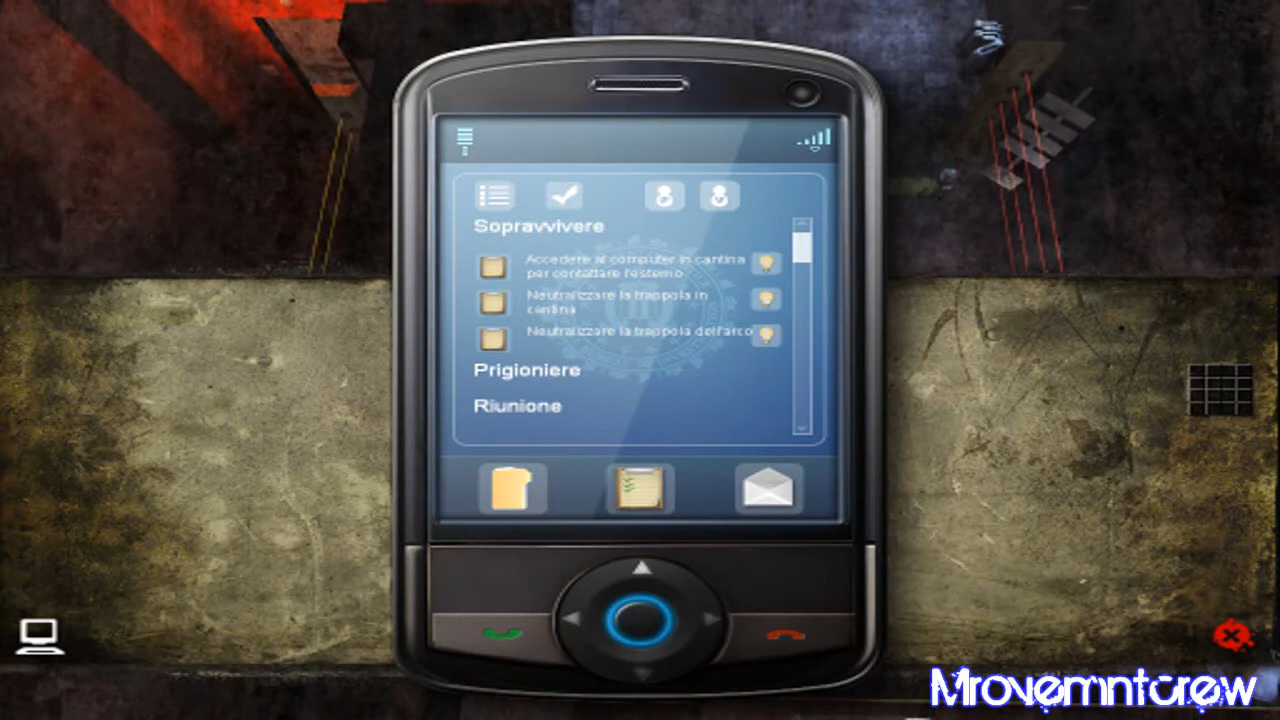 Sopravvivere
Accedere al computer in cantina
per contattare l'esterno
Neutralizzare la trappola in
cantina
Neutralizzare la trappola dell'arco
Prigioniere
Riunione
Mrovemntcrew